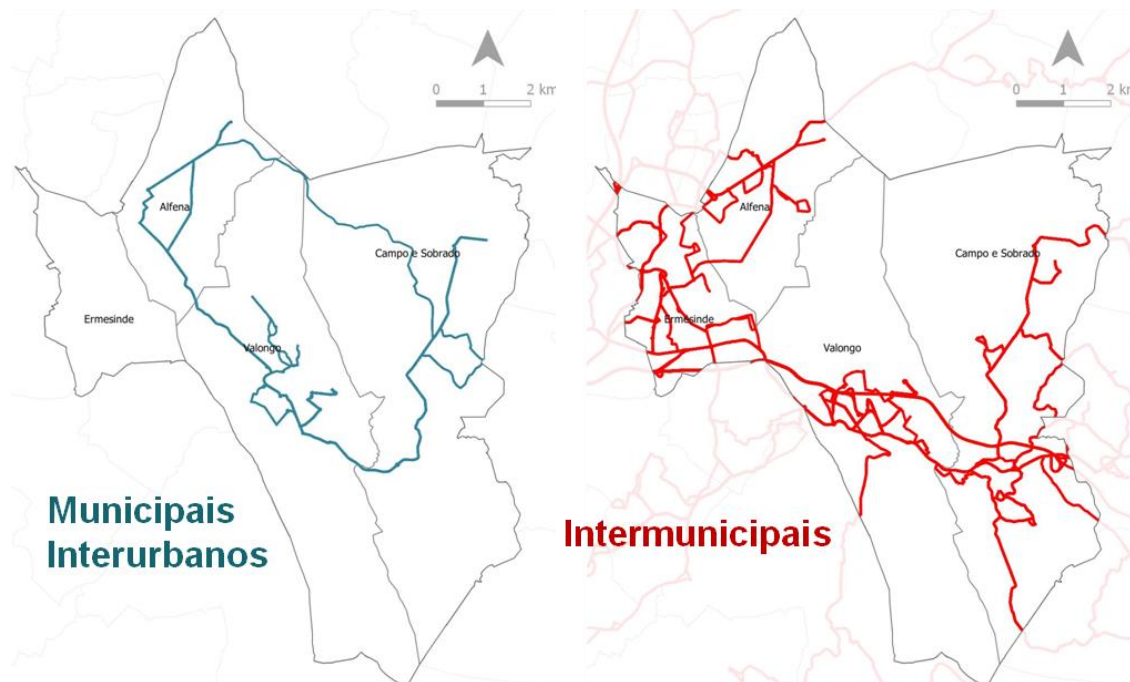 0 1 2 km
Alfena
Campo e Sobrado
Ermesinde
Valongo
Municipais
Interurbanos
0 1 2 km
Alfena
Campo e Sobrado
Ermesinde
Valongo
Intermunicipais